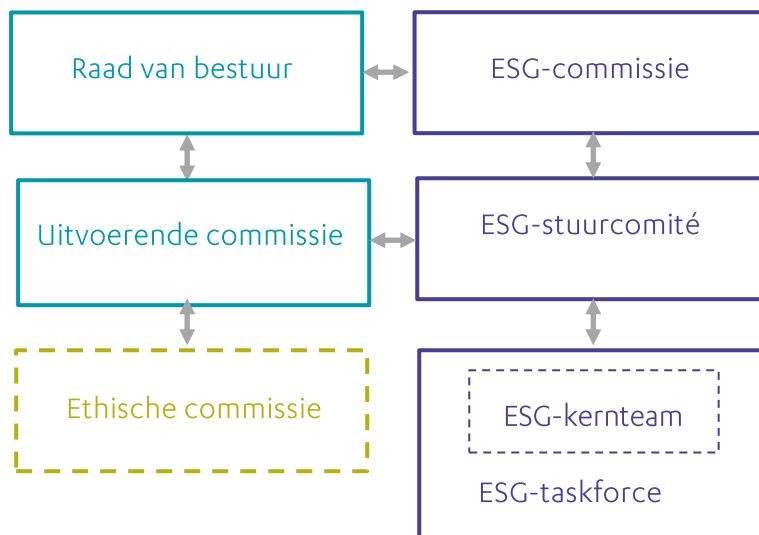 Raad van bestuur
ESG-commissie
Uitvoerende commissie
ESG-stuurcomité
Ethische commissie
ESG-kernteam
ESG-taskforce